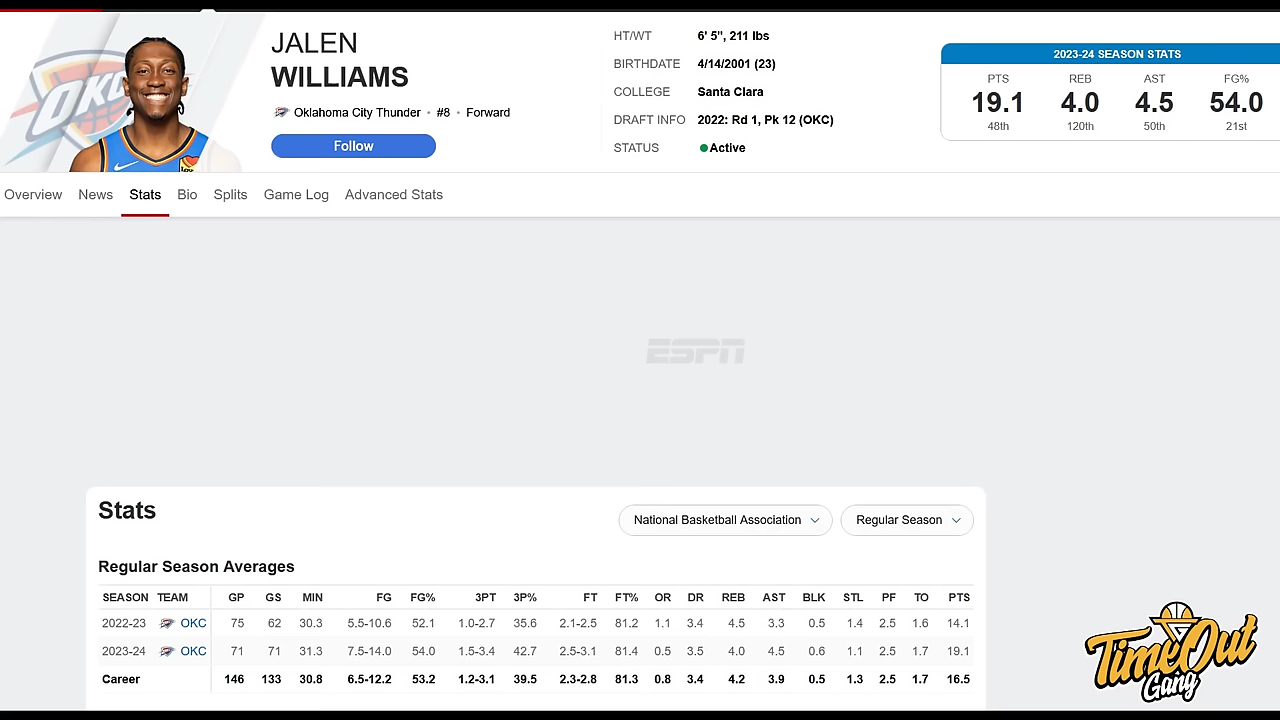 JALEN
WILLIAMS
Oklahoma City Thunder • #8 • Forward
Follow
HT/WT 6' 5", 211 lbs
BIRTHDATE 4/14/2001 (23)
COLLEGE Santa Clara
DRAFT INFO 2022: Rd 1, Pk 12 (OKC)
STATUS Active
2023-24 SEASON STATS
PTS REB AST FG%
19.1 4.0 4.5 54.0
48th 120th 50th 21st
Overview News Stats Bio Splits Game Log Advanced Stats
ESPN
Stats
National Basketball Association Regular Season
Regular Season Averages
SEASON TEAM GP GS MIN FG FG% 3PT 3P% FT FT% OR DR REB AST BLK STL PF TO PTS
2022-23 OKC 75 62 30.3 5.5-10.6 52.1 1.0-2.7 35.6 2.1-2.5 81.2 1.1 3.4 4.5 3.3 0.5 1.4 2.5 1.6 14.1
2023-24 OKC 71 71 31.3 7.5-14.0 54.0 1.5-3.4 42.7 2.5-3.1 81.4 0.5 3.5 4.0 4.5 0.6 1.1 2.5 1.7 19.1
Career 146 133 30.8 6.5-12.2 53.2 1.2-3.1 39.5 2.3-2.8 81.3 0.8 3.4 4.2 3.9 0.5 1.3 2.5 1.7 16.5
TimeOut
Gang